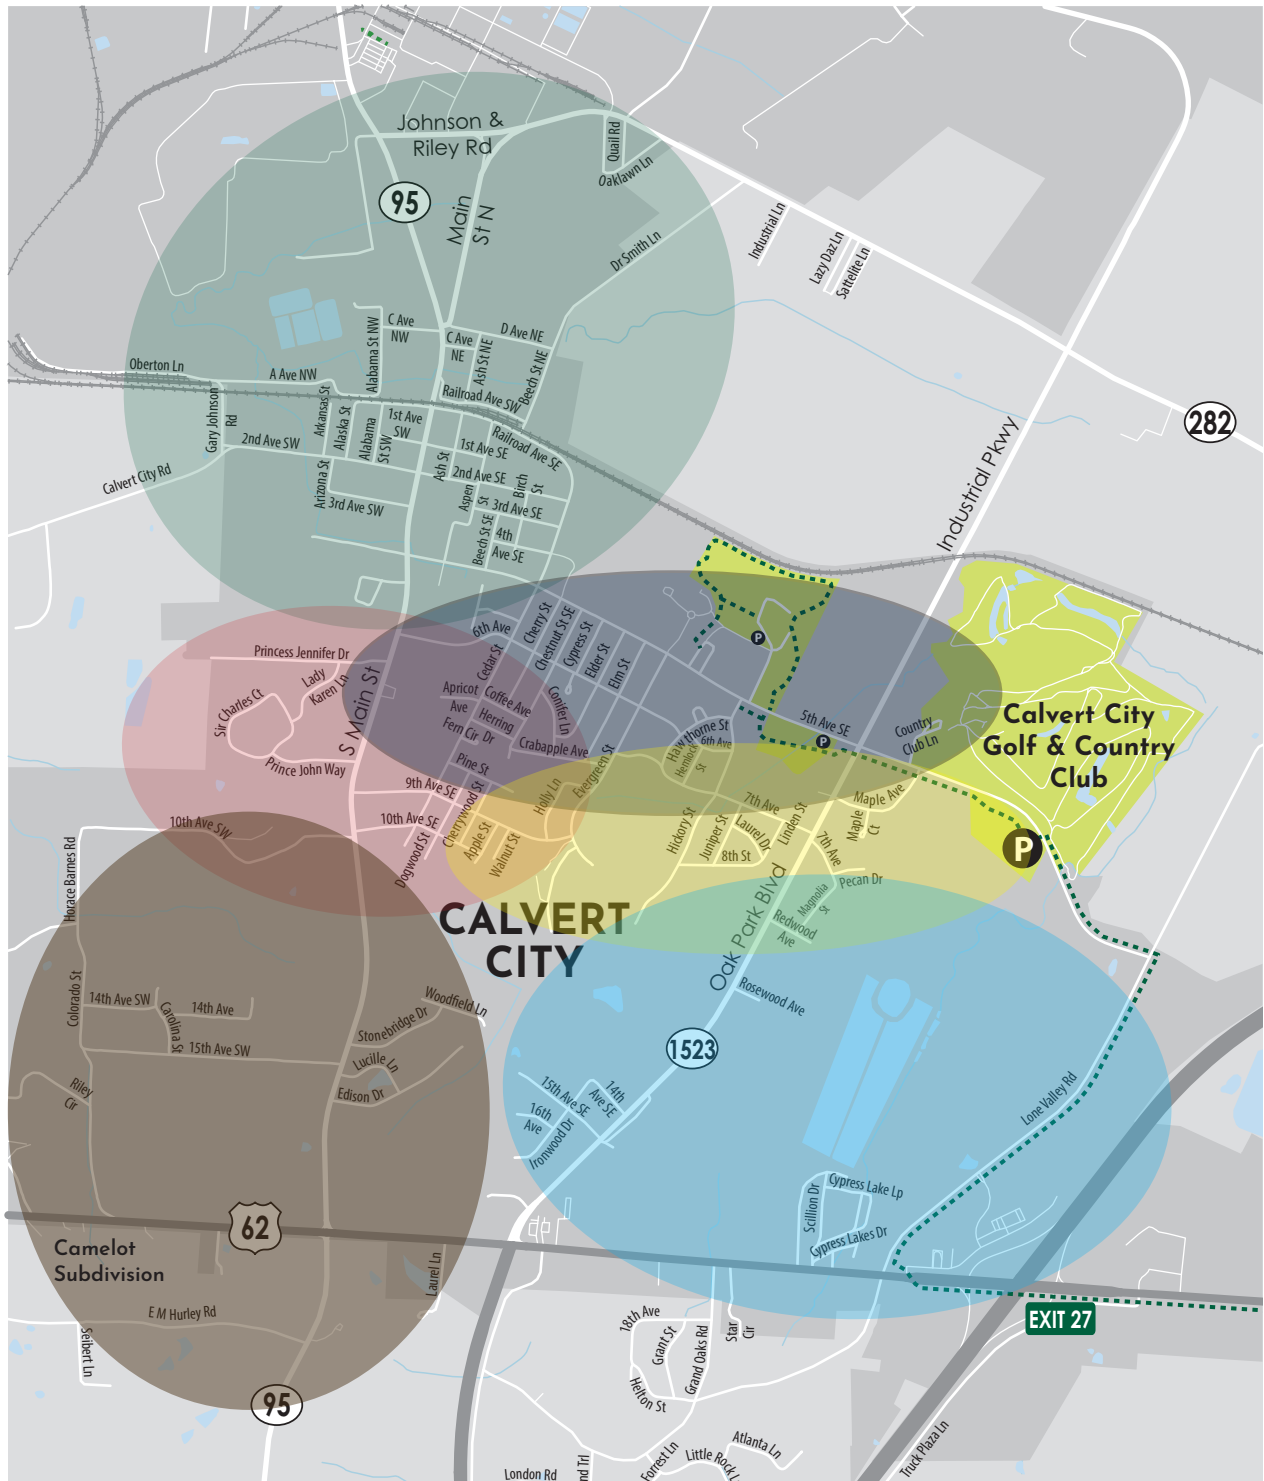 Johnson &
Riley Rd
Quail Rd
Oaklawn Ln
95
Main
St N
Dr Smith Ln
Industrial Ln
Lazy Daz Ln
Sattelite Ln
C Ave
NW
C Ave
NE
D Ave NE
Alabama St NW
Ash St NE
Beech St NE
Oberton Ln
A Ave NW
Railroad Ave SW
Gary Johnson
Rd
Arkansas St
Alaska St
Alabama
St SW
1st Ave
SW
282
2nd Ave SW
1st Ave SE
Railroad Ave SE
Calvert City Rd
Arizona St
Ash St
2nd Ave SE
Aspen
St
Birch
St
3rd Ave SW
3rd Ave SE
Beech St SE
4th
Ave SE
Industrial Pkwy
6th Ave
Cherry St
Chestnut St SE
Cypress St
Elder St
Elm St
Cedar St
P
Princess Jennifer Dr
Lady
Karen Ln
Sir Charles Ct
Prince John Way
S Main St
Apricot
Ave
Coffee Ave
Herring
Dr
Fern Cir
Conifer Ln
Crabapple Ave
Hawthorne St
6th Ave
Hemlock
St
5th Ave SE
P
Country
Club Ln
Calvert City
Golf & Country
Club
Pine St
9th Ave SE
Cherrywood St
Holly Ln
Evergreen St
10th Ave SW
10th Ave SE
Dogwood St
Apple St
Walnut St
Hickory St
Juniper St
Laurel Dr
7th Ave
Linden St
8th St
Maple Ave
Maple
Ct
7th Ave
P
Pecan Dr
Magnolia
St
Redwood
Ave
Horace Barnes Rd
CALVERT
CITY
Oak Park Blvd
Rosewood Ave
Colorado St
14th Ave SW
Carolina St
14th Ave
15th Ave SW
Woodfield Ln
Stonebridge Dr
Lucille Ln
Edison Dr
Riley
Cir
1523
15th Ave SE
14th
Ave SE
16th
Ave
Ironwood Dr
Lone Valley Rd
Scillion Dr
Cypress Lake Lp
Cypress Lakes Dr
62
Camelot
Subdivision
Laurel Ln
E M Hurley Rd
Seibert Ln
EXIT 27
18th Ave
Grant St
Grand Oaks Rd
Star
Cir
Helton St
95
Atlanta Ln
Forrest Ln
Little Rock L
nd Trl
London Rd
Truck Plaza Ln